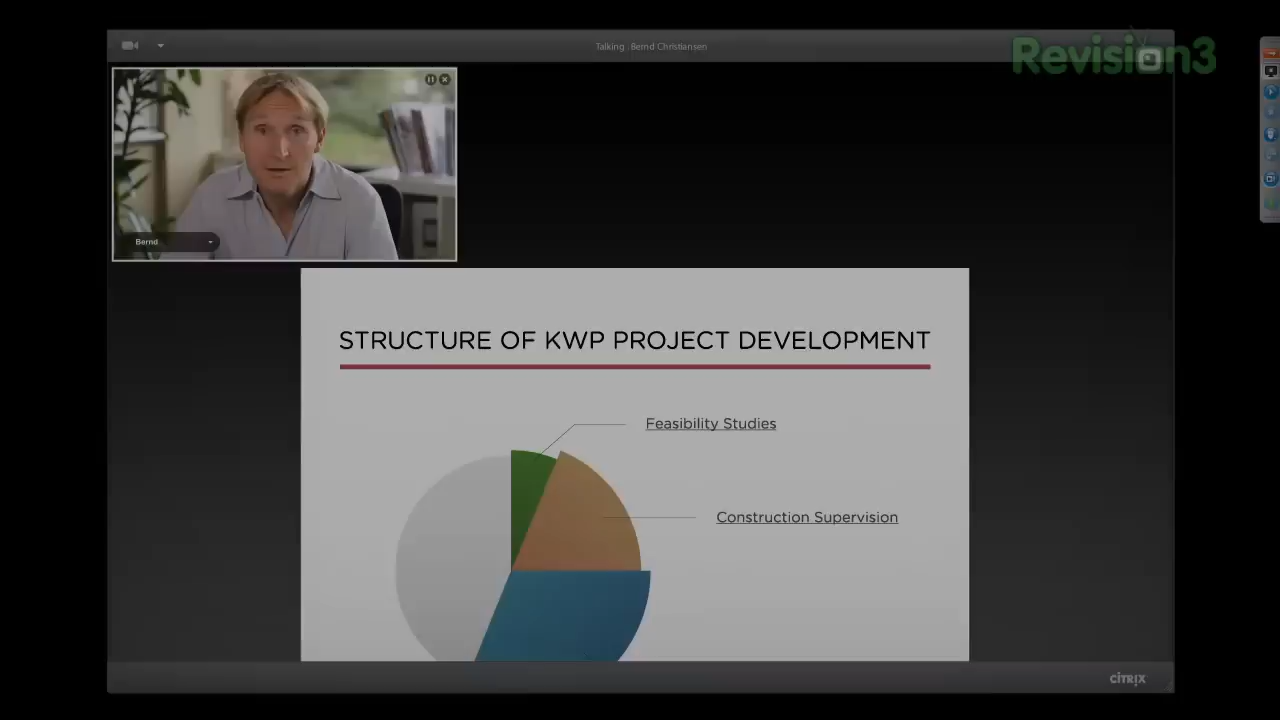 Talking: Bernd Christiansen
Revision3
Bernd
STRUCTURE OF KWP PROJECT DEVELOPMENT
Feasibility Studies
Construction Supervision
CITRIX